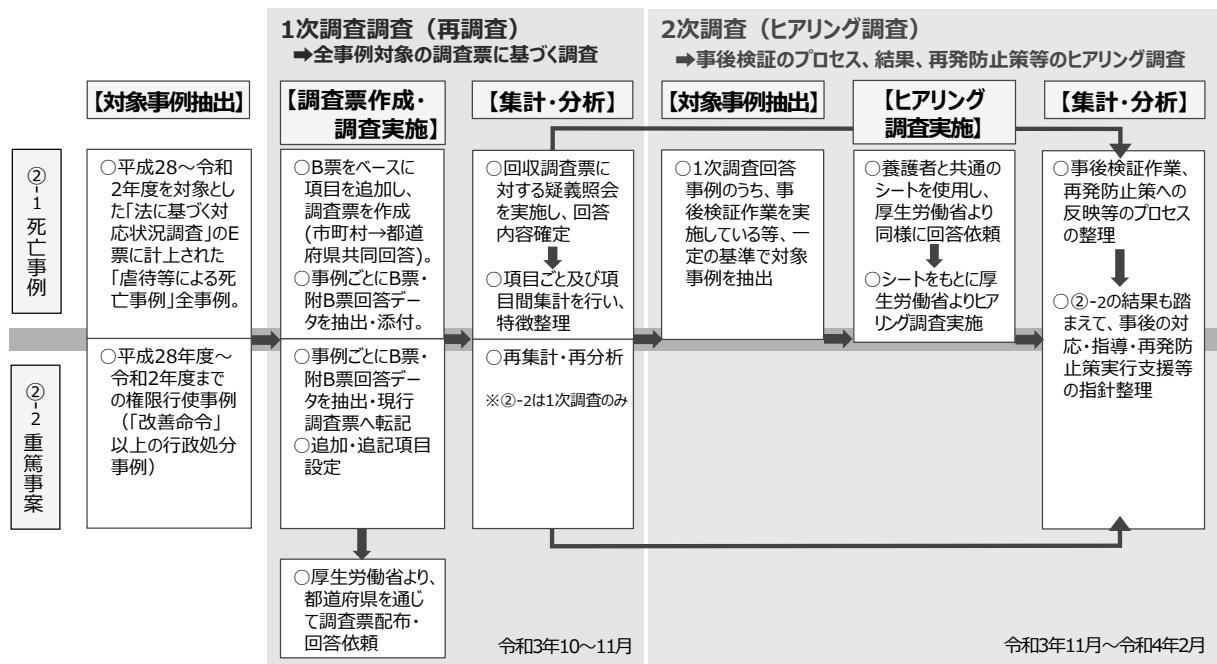 1次調査調査（再調査）
➡全事例対象の調査票に基づく調査
2次調査（ヒアリング調査）
➡事後検証のプロセス、結果、再発防止策等のヒアリング調査
【対象事例抽出】
【調査票作成・
調査実施】
【集計・分析】
【対象事例抽出】
【ヒアリング
調査実施】
【集計・分析】
②-1 死亡事例
○平成28～令和
2年度を対象とし
た「法に基づく対
応状況調査」のE
票に計上された
「虐待等による死
亡事例」全事例。
○B票をベースに
項目を追加し、
調査票を作成
(市町村→都道
府県共同回答)。
○事例ごとにB票・
附B票回答デー
タを抽出・添付。
○回収調査票に
対する疑義照会
を実施し、回答
内容確定
○項目ごと及び項
目間集計を行い、
特徴整理
○1次調査回答
事例のうち、事
後検証作業を実
施している等、一
定の基準で対象
事例を抽出
○養護者と共通の
シートを使用し、
厚生労働省より
同様に回答依頼
○シートをもとに厚
生労働省よりヒア
リング調査実施
○事後検証作業、
再発防止策への
反映等のプロセス
の整理
○②-2の結果も踏
まえて、事後の対
応・指導・再発防
止策実行支援等
の指針整理
②-2 重篤事案
○平成28年度～
令和2年度まで
の権限行使事例
（「改善命令」
以上の行政処分
事例）
○事例ごとにB票・
附B票回答デー
タを抽出・現行
調査票へ転記
○追加・追記項目
設定
○再集計・再分析
※②-2は1次調査のみ
○厚生労働省より、
都道府県を通じ
て調査票配布・
回答依頼
令和3年10～11月
令和3年11月～令和4年2月